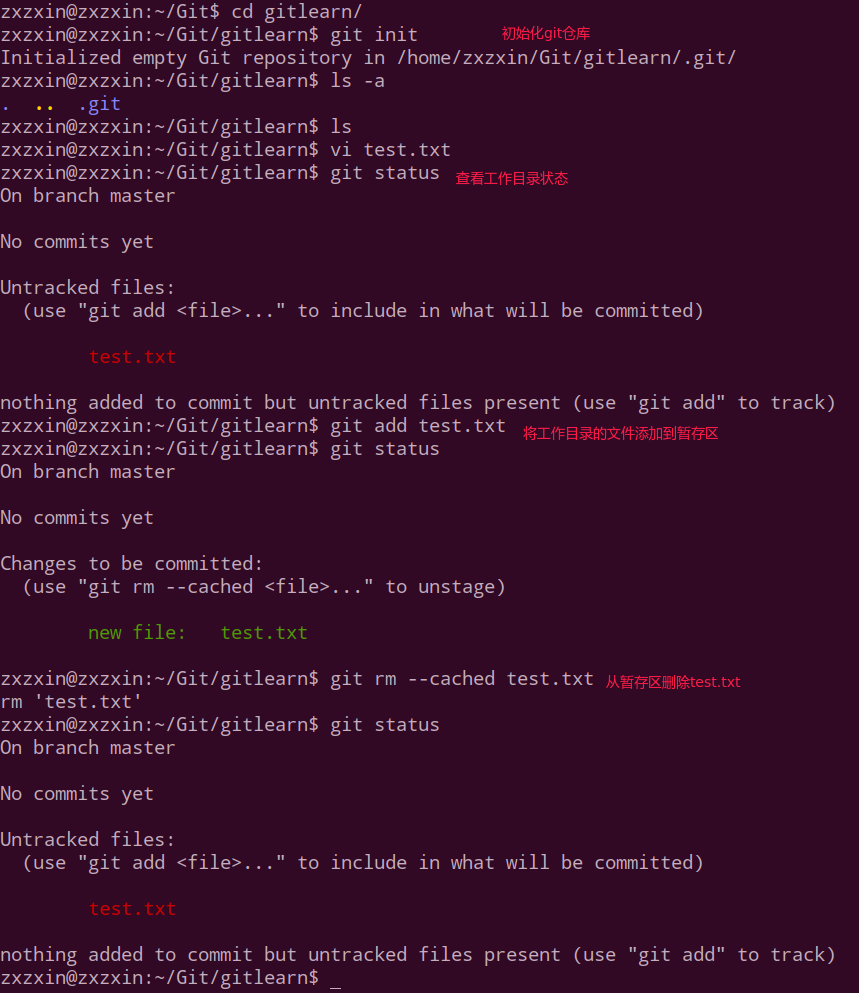 zxzxin@zxzxin:~/Git$ cd gitlearn/
zxzxin@zxzxin:~/Git/gitlearn$ git init 初始化git仓库
Initialized empty Git repository in /home/zxzxin/Git/gitlearn/.git/
zxzxin@zxzxin:~/Git/gitlearn$ ls -a
. .. .git
zxzxin@zxzxin:~/Git/gitlearn$ ls
zxzxin@zxzxin:~/Git/gitlearn$ vi test.txt
zxzxin@zxzxin:~/Git/gitlearn$ git status 查看工作目录状态
On branch master
No commits yet
Untracked files:
(use "git add <file>..." to include in what will be committed)
test.txt
nothing added to commit but untracked files present (use "git add" to track)
zxzxin@zxzxin:~/Git/gitlearn$ git add test.txt 将工作目录的文件添加到暂存区
zxzxin@zxzxin:~/Git/gitlearn$ git status
On branch master
No commits yet
Changes to be committed:
(use "git rm --cached <file>..." to unstage)
new file: test.txt
zxzxin@zxzxin:~/Git/gitlearn$ git rm --cached test.txt 从暂存区删除test.txt
rm 'test.txt'
zxzxin@zxzxin:~/Git/gitlearn$ git status
On branch master
No commits yet
Untracked files:
(use "git add <file>..." to include in what will be committed)
test.txt
nothing added to commit but untracked files present (use "git add" to track)
zxzxin@zxzxin:~/Git/gitlearn$ _